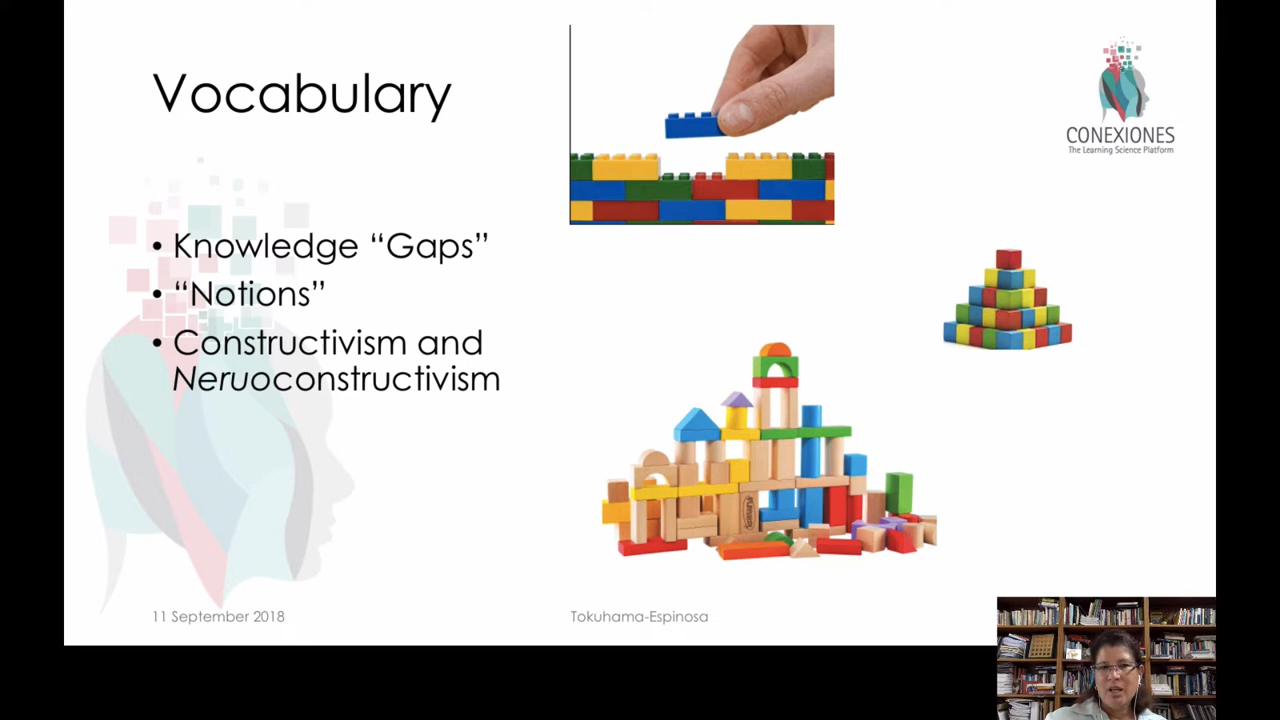 Vocabulary
CONEXIONES
The Learning Science Platform
• Knowledge “Gaps”
• “Notions”
• Constructivism and
Neruoconstructivism
11 September 2018
Tokuhama-Espinosa